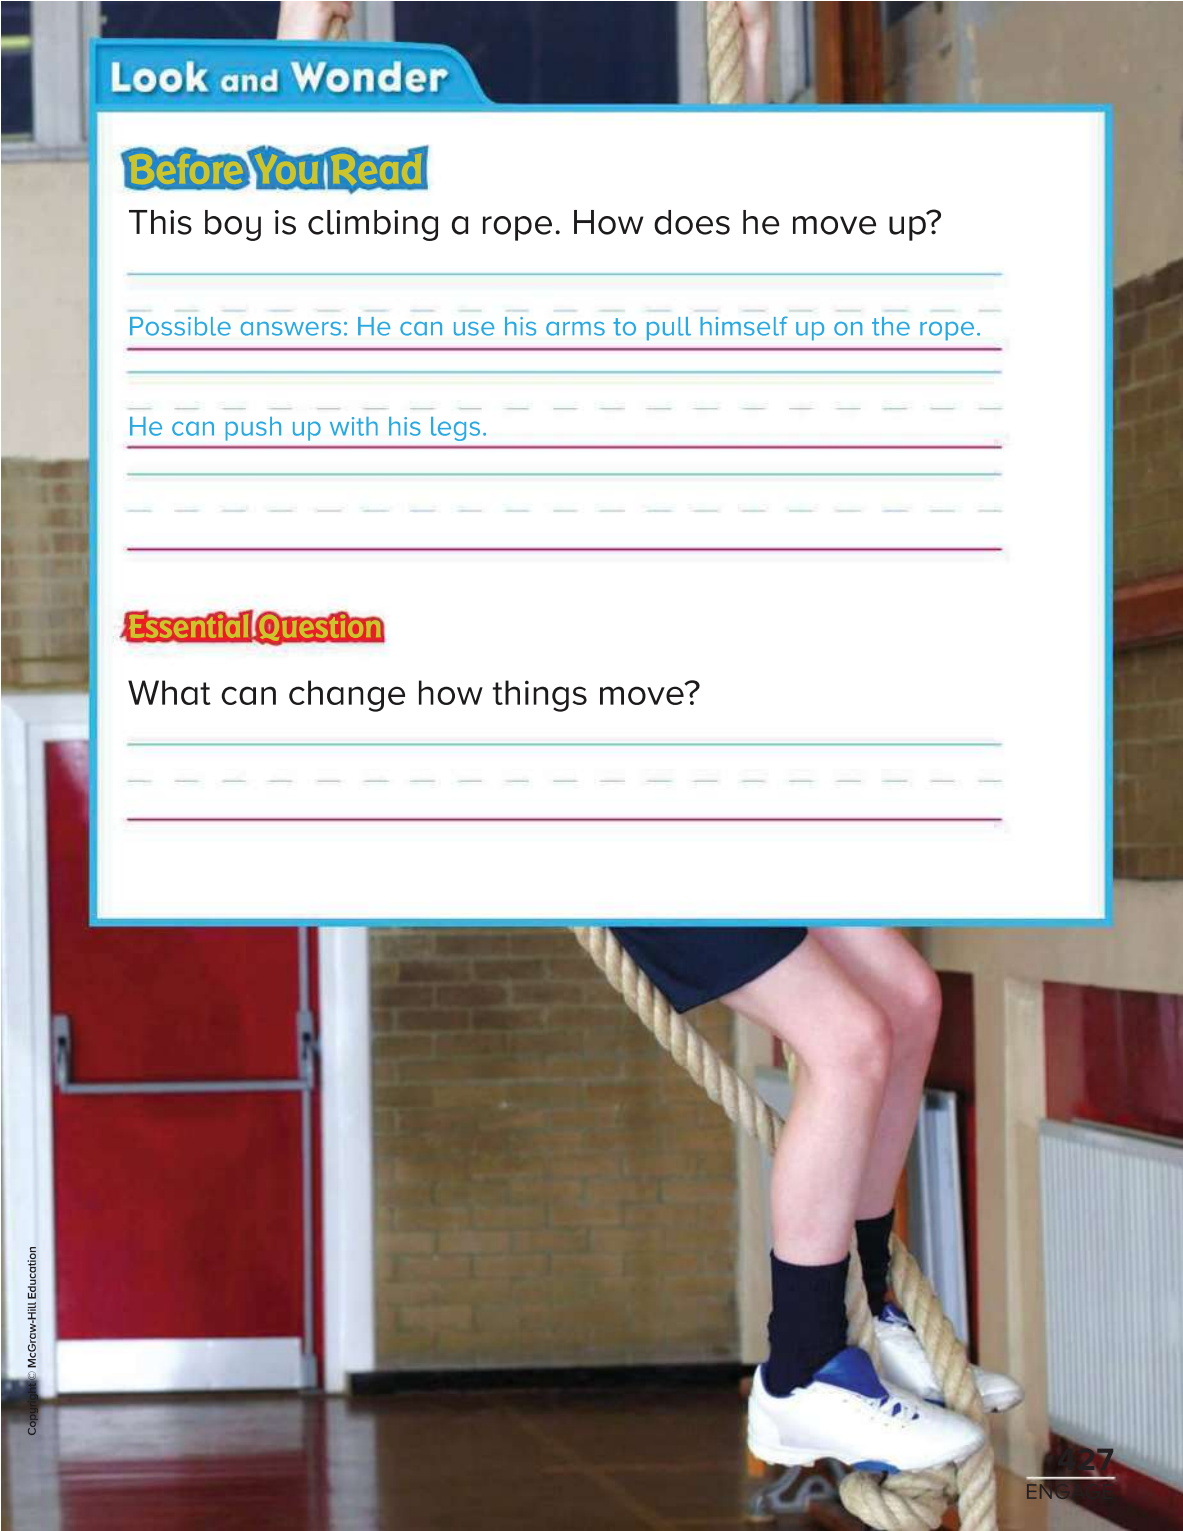 Look and Wonder
Before You Read
This boy is climbing a rope. How does he move up?
Possible answers: He can use his arms to pull himself up on the rope.
He can push up with his legs.
Essential Question
What can change how things move?
Copyright © McGraw-Hill Education
427